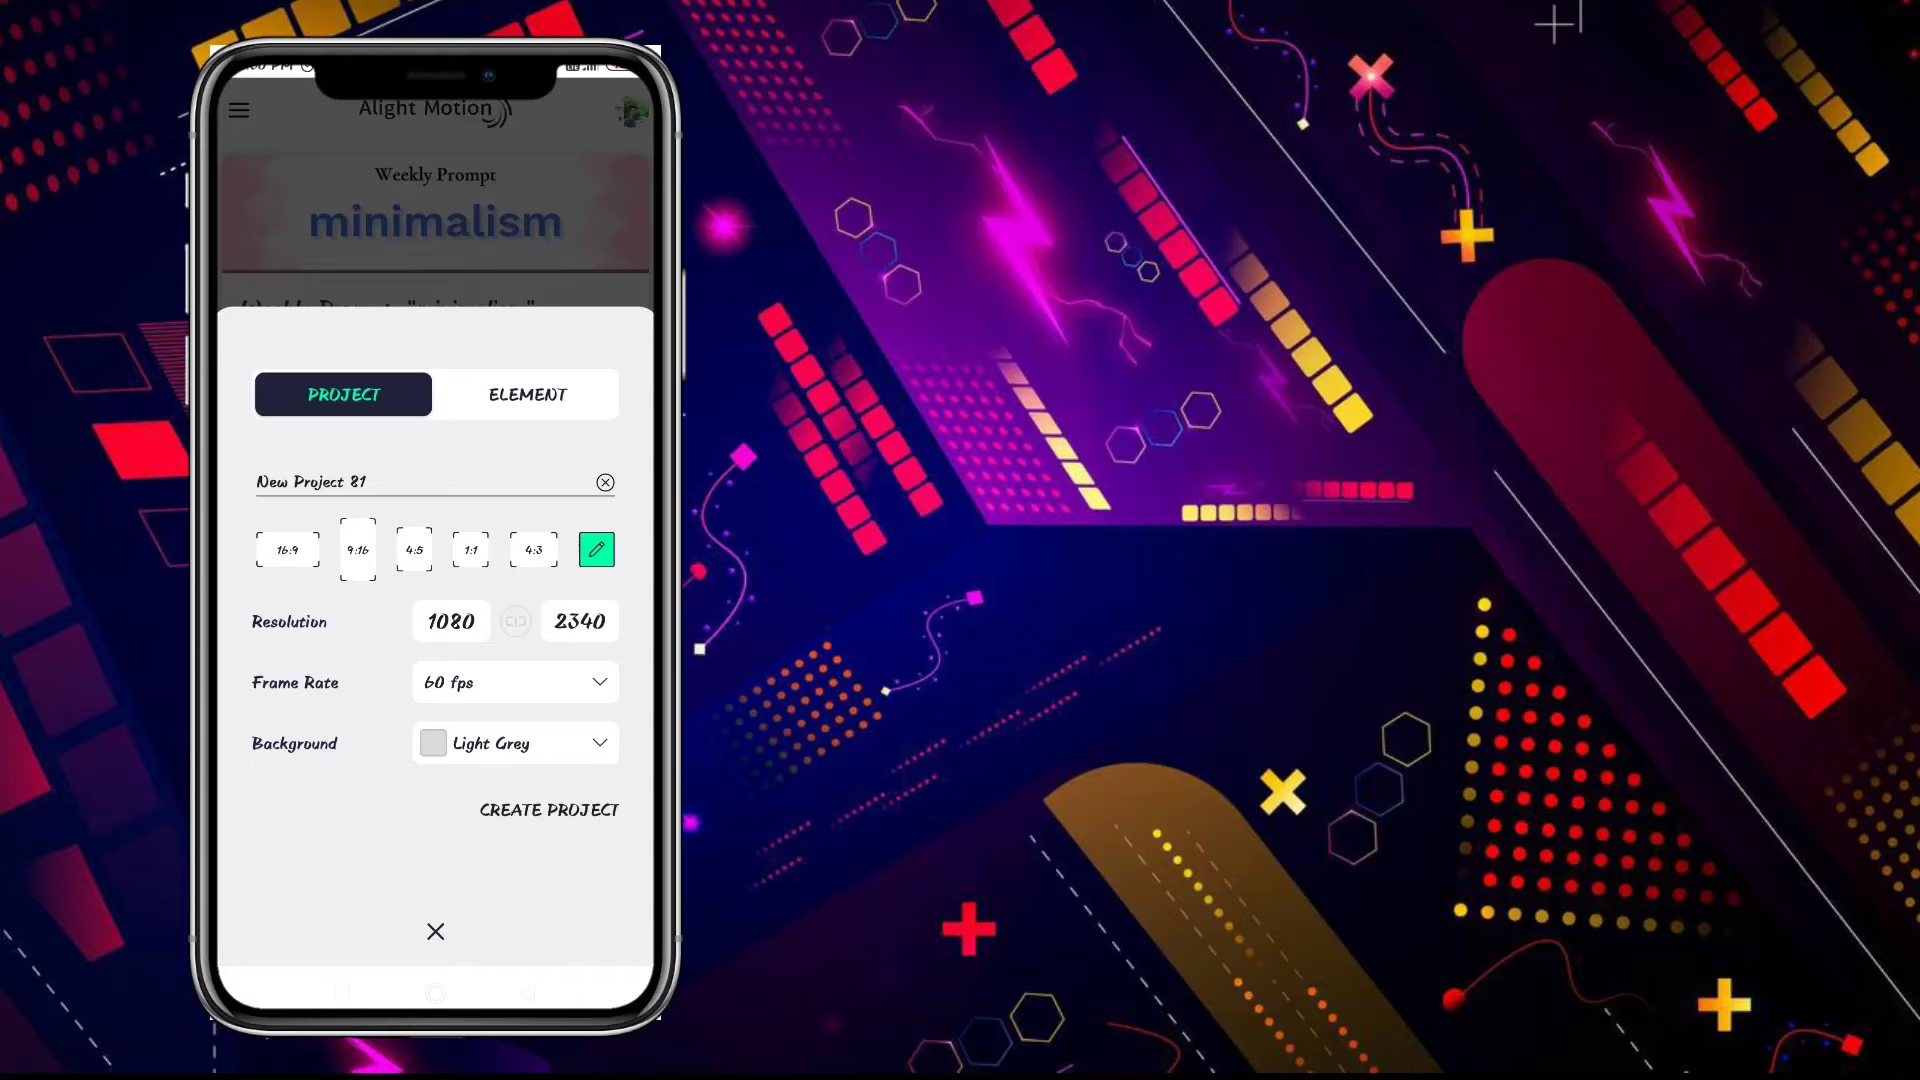 Alight Motion
Weekly Prompt
minimalism
PROJECT ELEMENT
New Project 81
16:9 9:16 4:5 1:1 4:3
Resolution 1080 2340
Frame Rate 60 fps
Background Light Grey
CREATE PROJECT